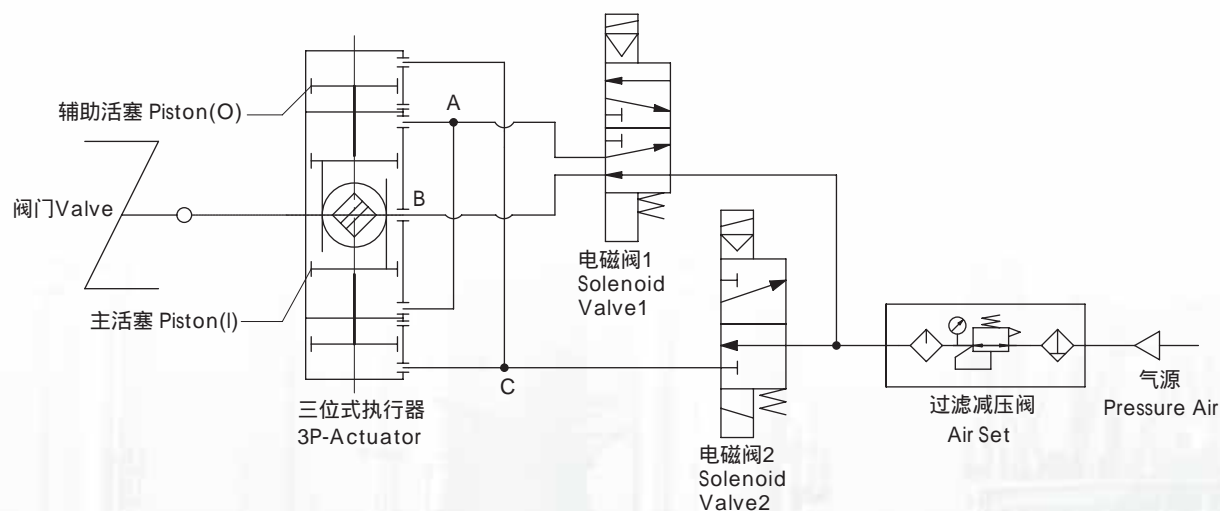 辅助活塞 Piston(O)
A
阀门Valve
B
主活塞 Piston(I)
电磁阀1
Solenoid
Valve1
C
三位式执行器
3P-Actuator
电磁阀2
Solenoid
Valve2
过滤减压阀
Air Set
气源
Pressure Air